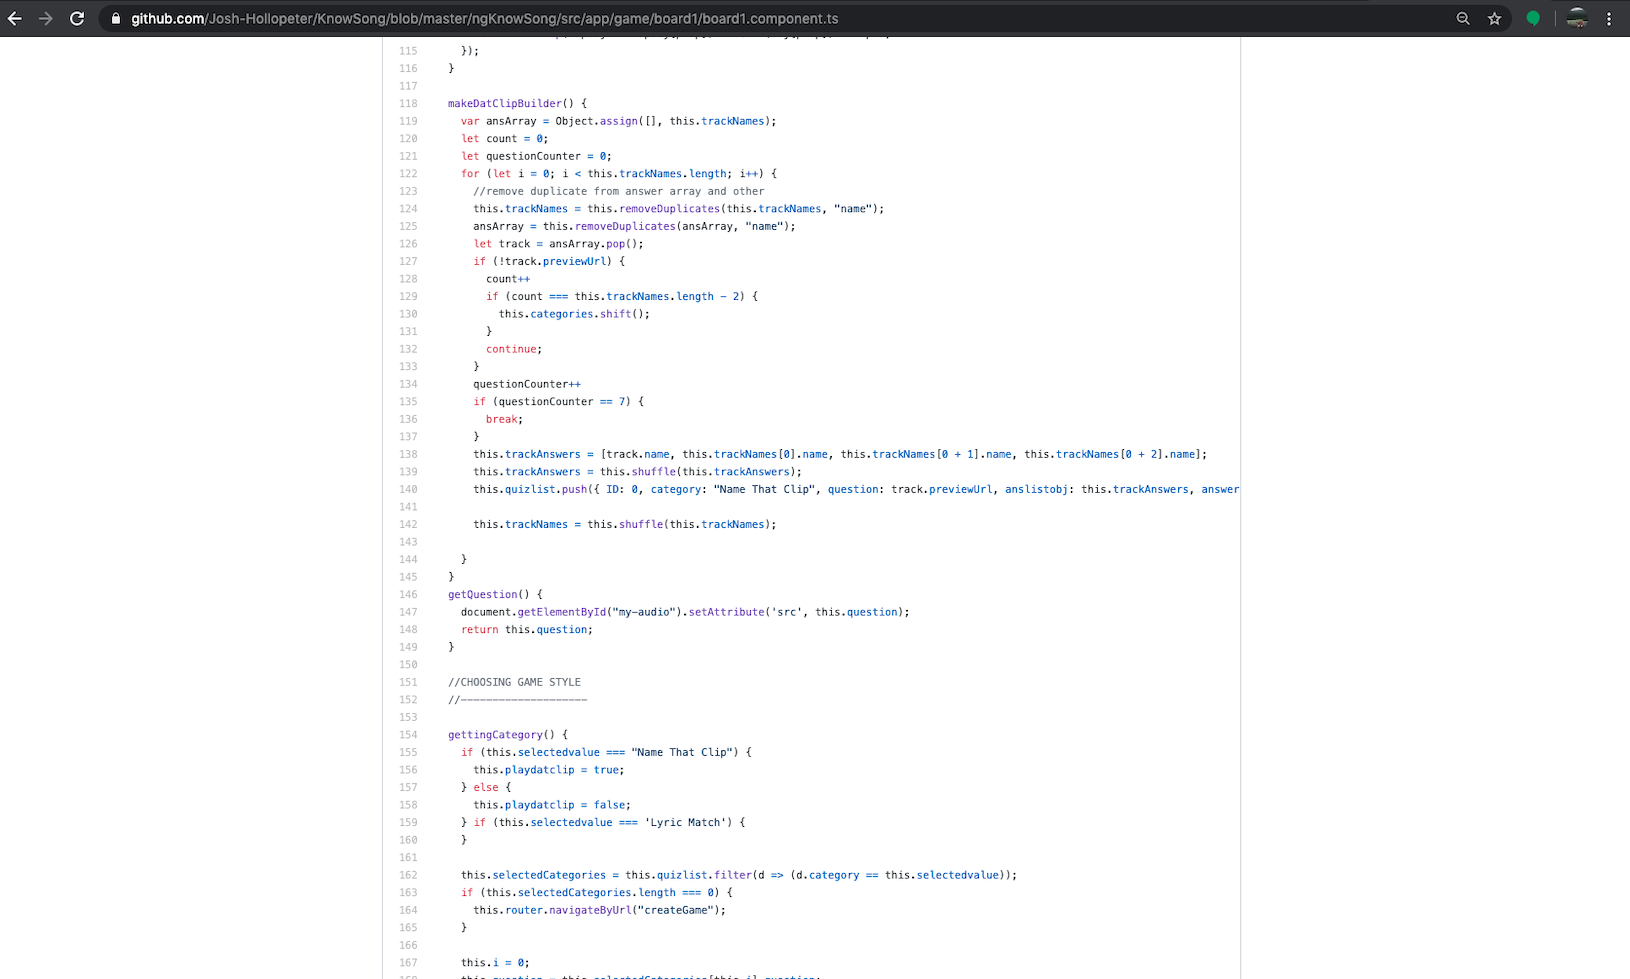 github.com/Josh-Hollopeter/KnowSong/blob/master/ngKnowSong/src/app/game/board1/board1.component.ts
115 });
116 }
117
118 makeDatClipBuilder() {
119 var ansArray = Object.assign([], this.trackNames);
120 let count = 0;
121 let questionCounter = 0;
122 for (let i = 0; i < this.trackNames.length; i++) {
123 //remove duplicate from answer array and other
124 this.trackNames = this.removeDuplicates(this.trackNames, "name");
125 ansArray = this.removeDuplicates(ansArray, "name");
126 let track = ansArray.pop();
127 if (!track.previewUrl) {
128 count++
129 if (count === this.trackNames.length - 2) {
130 this.categories.shift();
131 }
132 continue;
133 }
134 questionCounter++
135 if (questionCounter == 7) {
136 break;
137 }
138 this.trackAnswers = [track.name, this.trackNames[0].name, this.trackNames[0 + 1].name, this.trackNames[0 + 2].name];
139 this.trackAnswers = this.shuffle(this.trackAnswers);
140 this.quizlist.push({ ID: 0, category: "Name That Clip", question: track.previewUrl, anslistobj: this.trackAnswers, answer
141
142 this.trackNames = this.shuffle(this.trackNames);
143
144 }
145 }
146 getQuestion() {
147 document.getElementById("my-audio").setAttribute('src', this.question);
148 return this.question;
149 }
150
151 //CHOOSING GAME STYLE
152 //--------------------
153
154 gettingCategory() {
155 if (this.selectedvalue === "Name That Clip") {
156 this.playdatclip = true;
157 } else {
158 this.playdatclip = false;
159 } if (this.selectedvalue === 'Lyric Match') {
160 }
161
162 this.selectedCategories = this.quizlist.filter(d => (d.category == this.selectedvalue));
163 if (this.selectedCategories.length === 0) {
164 this.router.navigateByUrl("createGame");
165 }
166
167 this.i = 0;